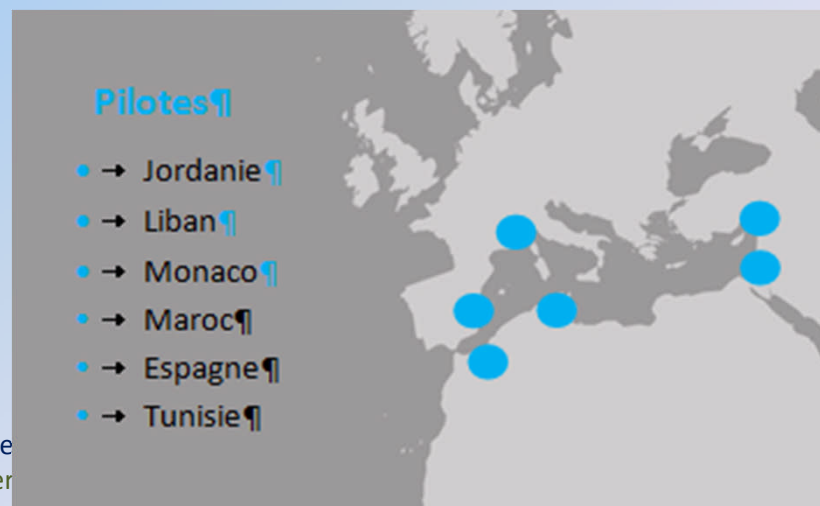 Pilotes¶
• → Jordanie¶
• → Liban¶
• → Monaco¶
• → Maroc¶
• → Espagne¶
• → Tunisie¶